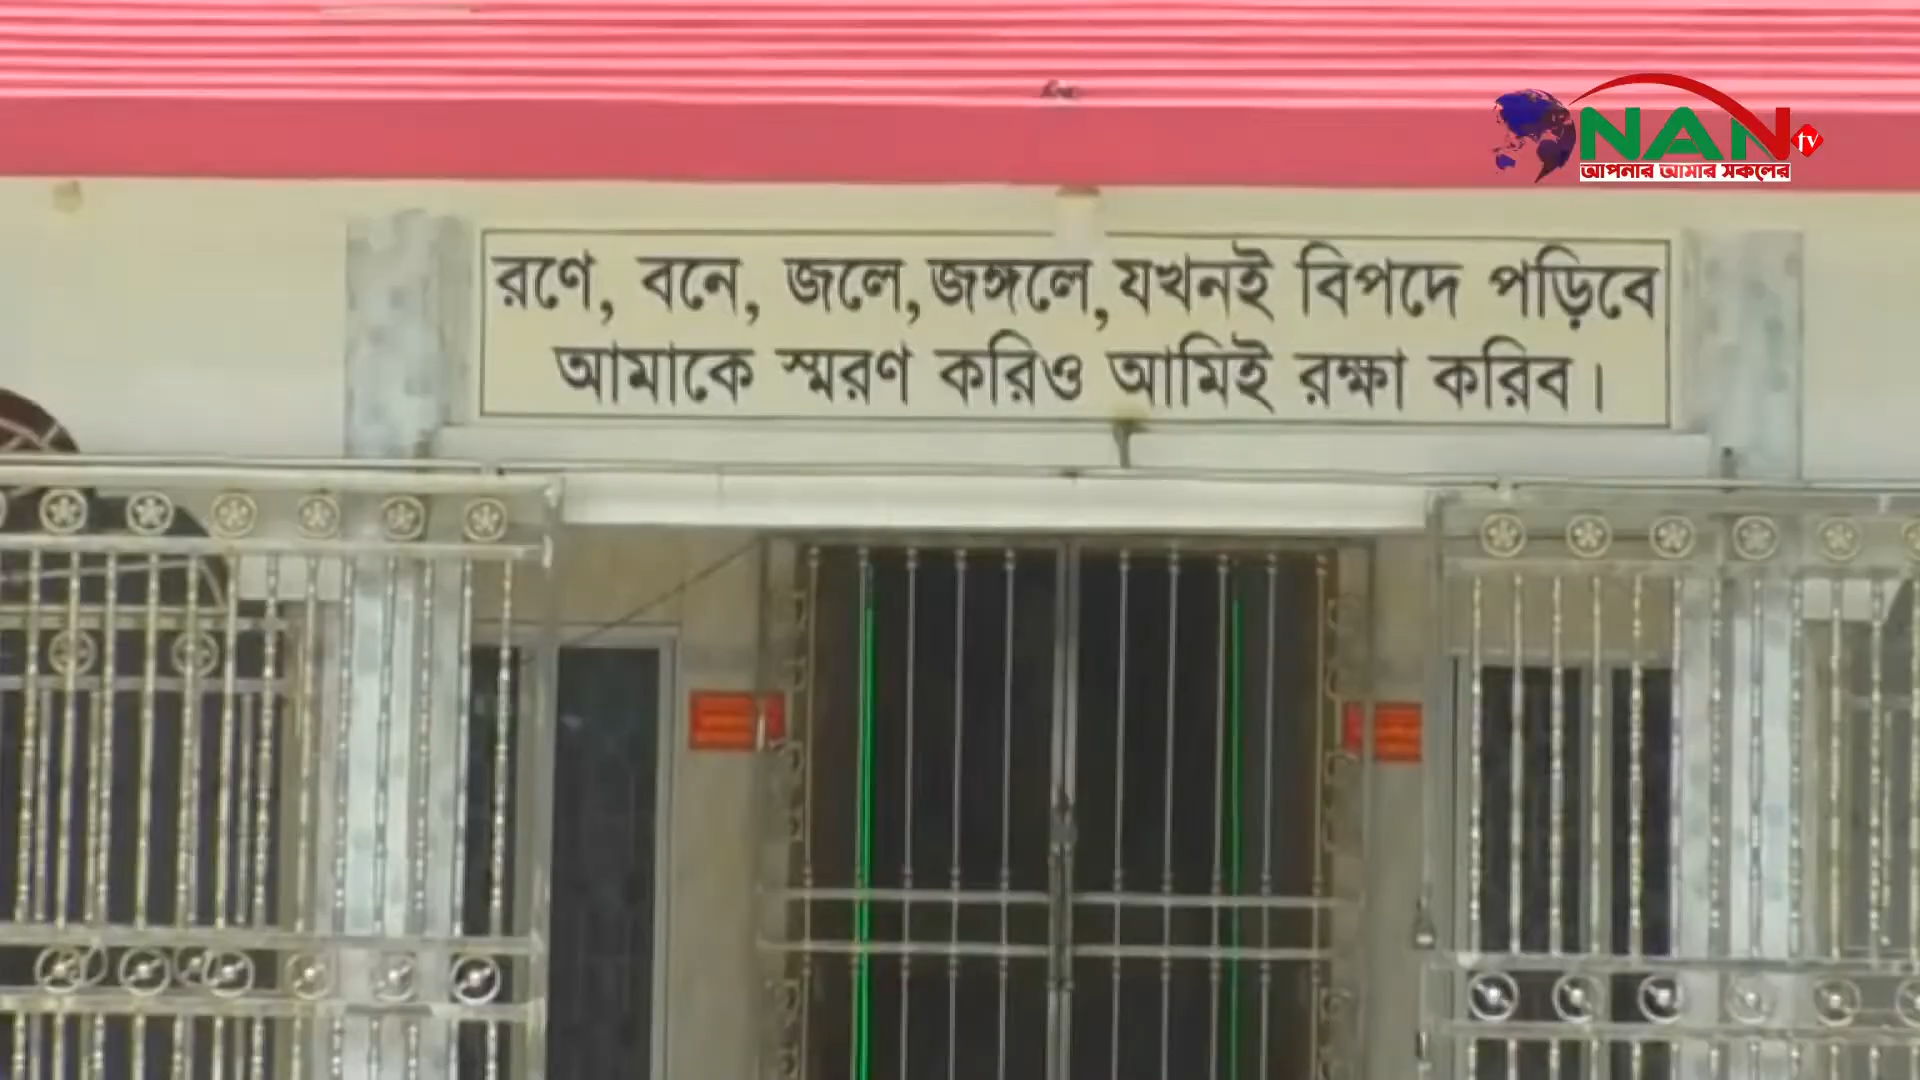 NAN tv
আপনার আমার সকলের
রণে, বনে, জলে, জঙ্গলে, যখনই বিপদে পড়িবে
আমাকে স্মরণ করিও আমিই রক্ষা করিব।